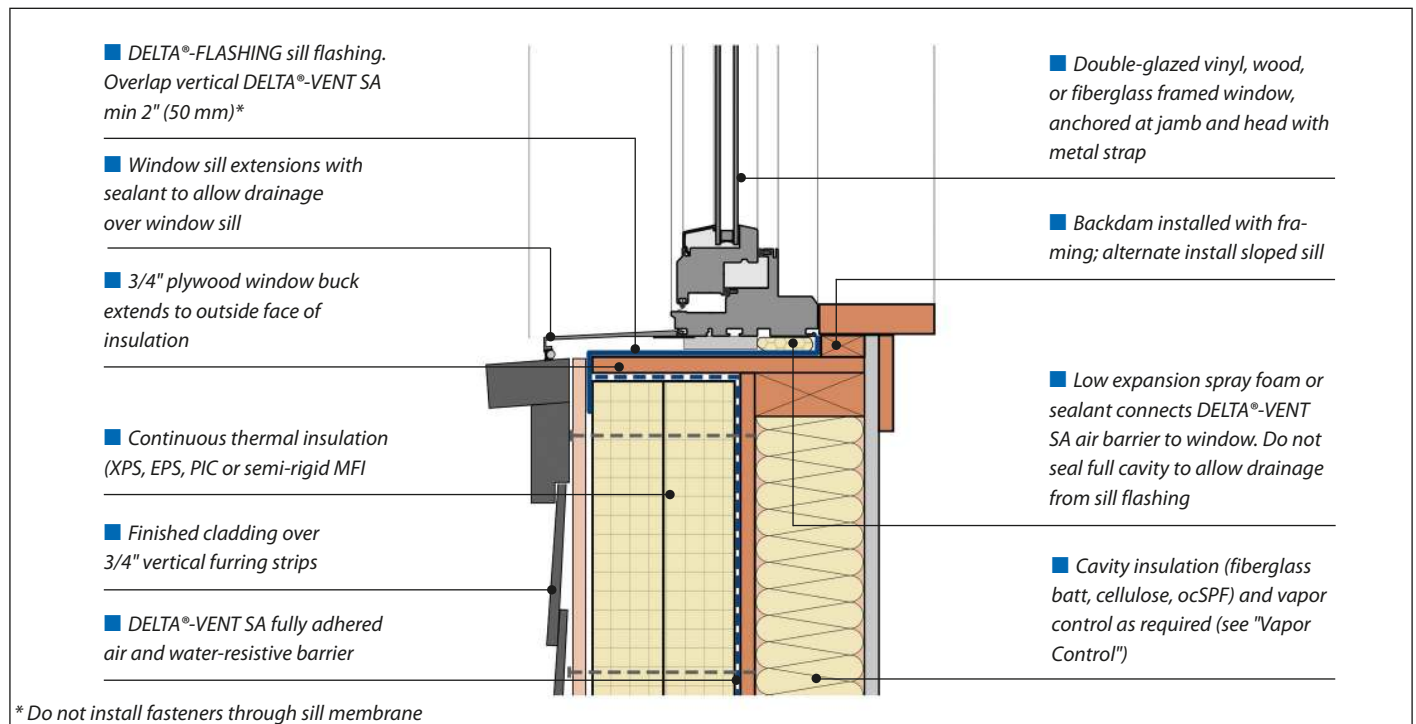 DELTA®-FLASHING sill flashing.
Overlap vertical DELTA®-VENT SA
min 2" (50 mm)*
Window sill extensions with
sealant to allow drainage
over window sill
3/4" plywood window buck
extends to outside face of
insulation
Continuous thermal insulation
(XPS, EPS, PIC or semi-rigid MFI
Finished cladding over
3/4" vertical furring strips
DELTA®-VENT SA fully adhered
air and water-resistive barrier
Double-glazed vinyl, wood,
or fiberglass framed window,
anchored at jamb and head with
metal strap
Backdam installed with fra-
ming; alternate install sloped sill
Low expansion spray foam or
sealant connects DELTA®-VENT
SA air barrier to window. Do not
seal full cavity to allow drainage
from sill flashing
Cavity insulation (fiberglass
batt, cellulose, ocSPF) and vapor
control as required (see "Vapor
Control")
* Do not install fasteners through sill membrane